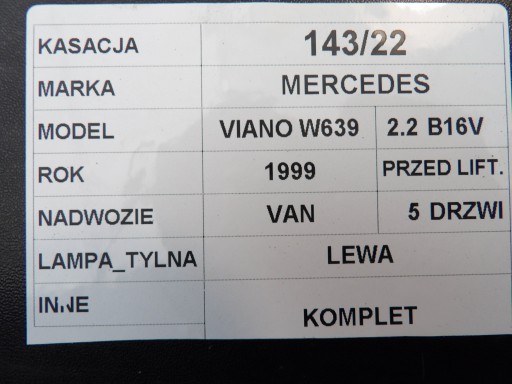 KASACJA 143/22
MARKA MERCEDES
MODEL VIANO W639 2.2 B16V
ROK 1999 PRZED LIFT.
NADWOZIE VAN 5 DRZWI
LAMPA_TYLNA LEWA
INNE KOMPLET